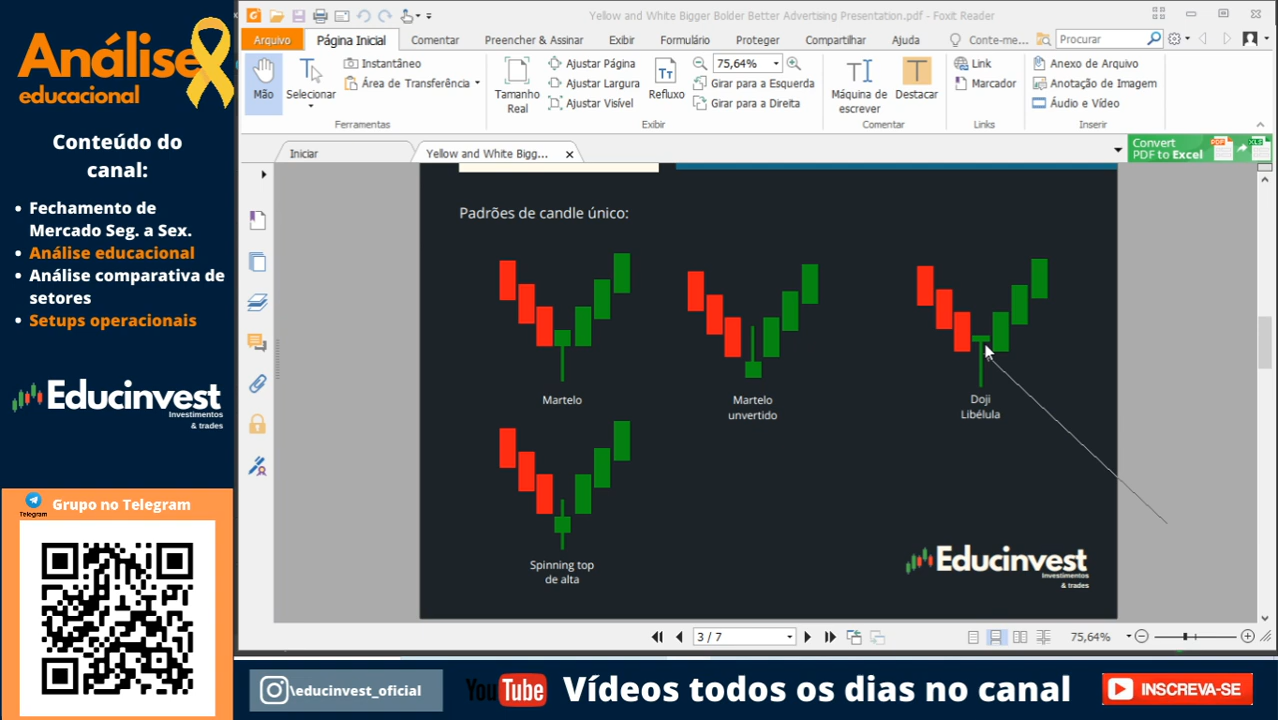 Análise
educacional
Conteúdo do
canal:
• Fechamento de
Mercado Seg. a Sex.
• Análise educacional
• Análise comparativa de
setores
• Setups operacionais
Educinvest
Investimentos
& trades
Telegram
Grupo no Telegram
Yellow and White Bigger Bolder Better Advertising Presentation.pdf - Foxit Reader
Arquivo
Página Inicial
Comentar
Preencher & Assinar
Exibir
Formulário
Proteger
Compartilhar
Ajuda
Conte-me...
Procurar
Mão
Selecionar
Instantâneo
Área de Transferência
Ferramentas
Tamanho
Real
Ajustar Página
Ajustar Largura
Ajustar Visível
Refluxo
75,64%
Girar para a Esquerda
Girar para a Direita
Exibir
Máquina de
escrever
Destacar
Comentar
Link
Marcador
Links
Anexo de Arquivo
Anotação de Imagem
Áudio e Vídeo
Inserir
Iniciar
Yellow and White Bigg...
Convert
PDF to Excel
PDF
XLS
Padrões de candle único:
Martelo
Martelo
unvertido
Doji
Libélula
Spinning top
de alta
Educinvest
Investimentos
& trades
3 / 7
75,64%
\educinvest_oficial
YouTube
Vídeos todos os dias no canal
INSCREVA-SE